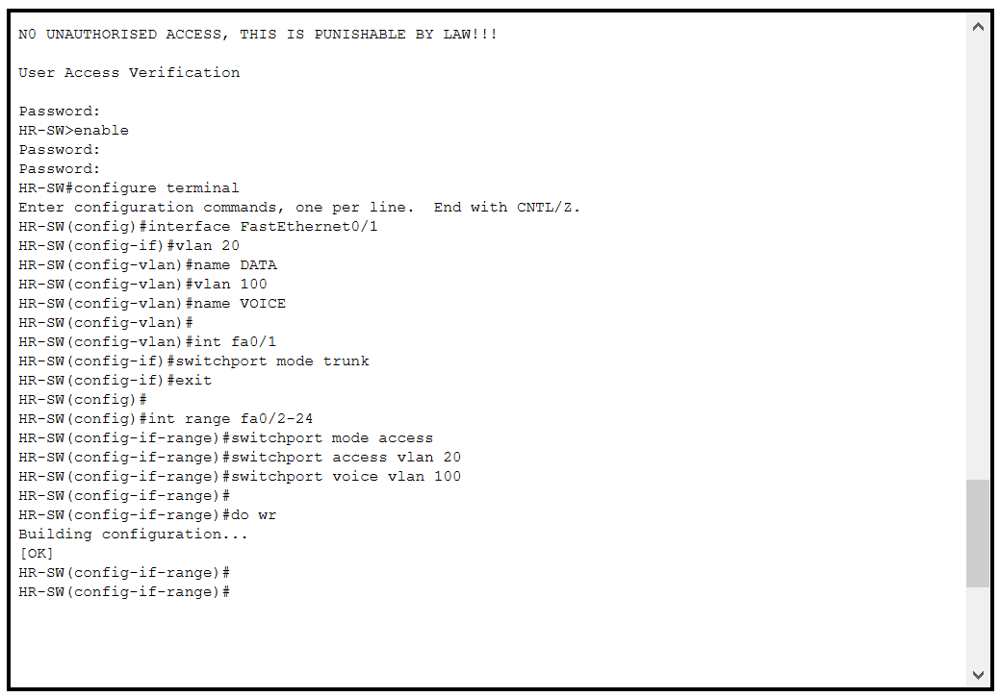 N0 UNAUTHORISED ACCESS, THIS IS PUNISHABLE BY LAW!!!
User Access Verification
Password:
HR-SW>enable
Password:
Password:
HR-SW#configure terminal
Enter configuration commands, one per line.  End with CNTL/Z.
HR-SW(config)#interface FastEthernet0/1
HR-SW(config-if)#vlan 20
HR-SW(config-vlan)#name DATA
HR-SW(config-vlan)#vlan 100
HR-SW(config-vlan)#name VOICE
HR-SW(config-vlan)#
HR-SW(config-vlan)#int fa0/1
HR-SW(config-if)#switchport mode trunk
HR-SW(config-if)#exit
HR-SW(config)#
HR-SW(config)#int range fa0/2-24
HR-SW(config-if-range)#switchport mode access
HR-SW(config-if-range)#switchport access vlan 20
HR-SW(config-if-range)#switchport voice vlan 100
HR-SW(config-if-range)#
HR-SW(config-if-range)#do wr
Building configuration...
[OK]
HR-SW(config-if-range)#
HR-SW(config-if-range)#